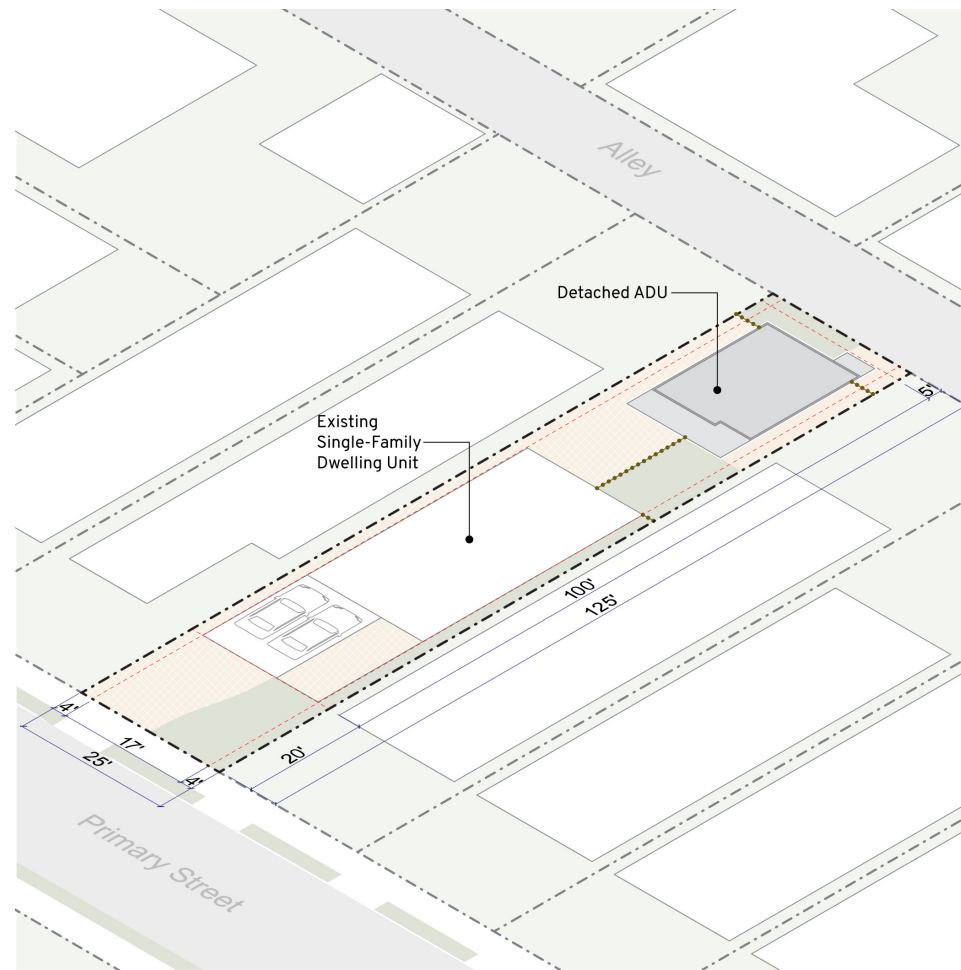 Alley
Detached ADU
Existing
Single-Family
Dwelling Unit
5'
100'
125'
20'
4'
17'
4'
25'
Primary Street